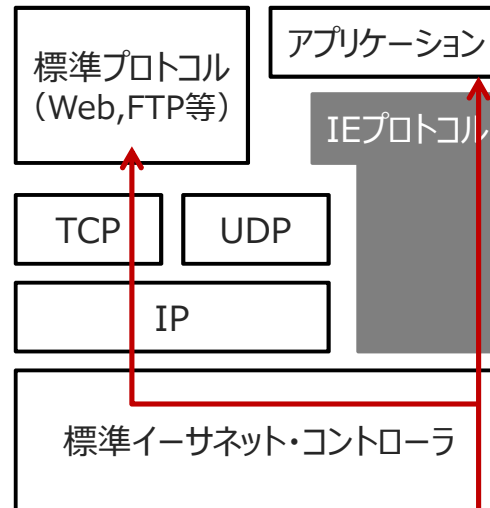 標準プロトコル
（Web,FTP等）
アプリケーション
IEプロトコル
TCP
UDP
IP
標準イーサネット・コントローラ